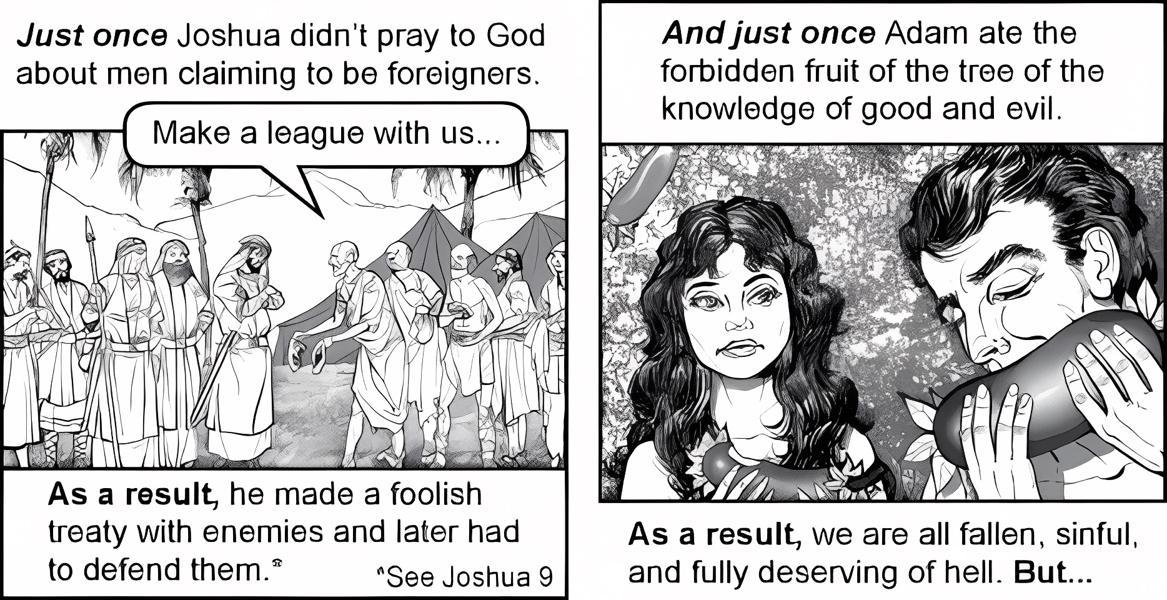 Just once Joshua didn't pray to God
about men claiming to be foreigners.
Make a league with us...
As a result, he made a foolish
treaty with enemies and later had
to defend them.*
*See Joshua 9
And just once Adam ate the
forbidden fruit of the tree of the
knowledge of good and evil.
As a result, we are all fallen, sinful,
and fully deserving of hell. But...